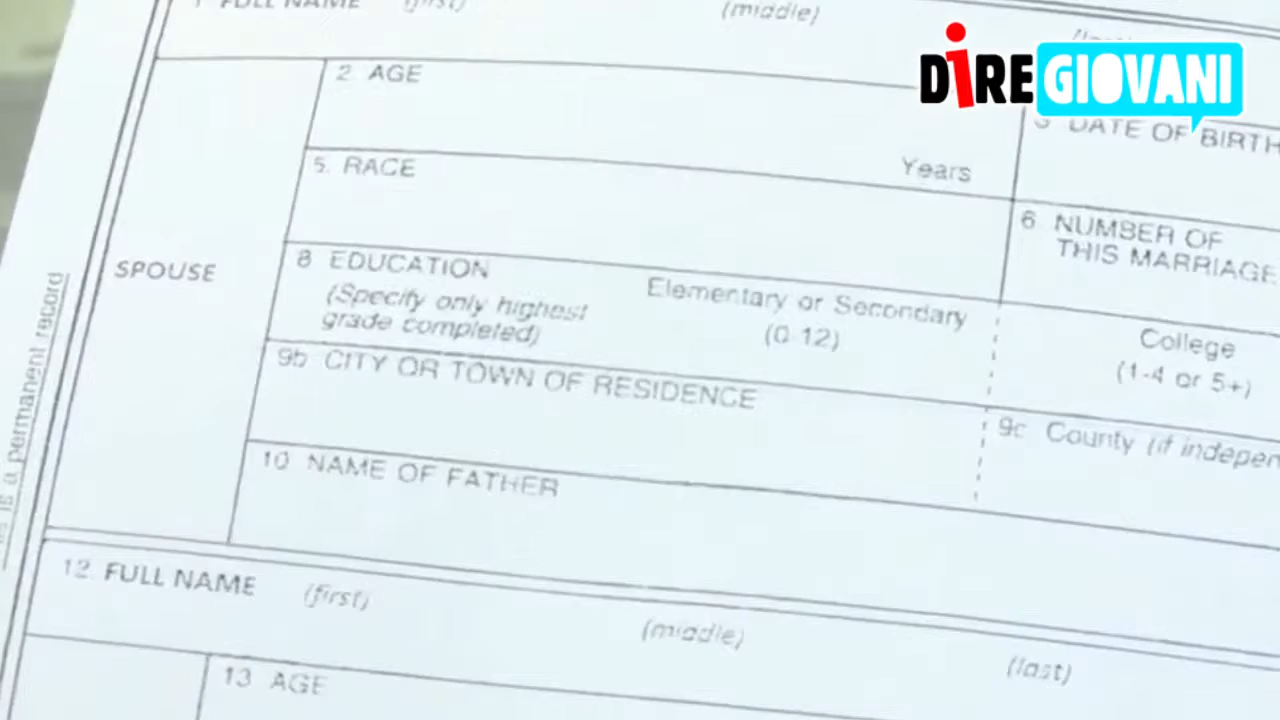 FULL NAME (first) (middle)
DIRE GIOVANI
2. AGE
Years
3 DATE OF BIRTH
5. RACE
6 NUMBER OF
THIS MARRIAGE
SPOUSE
8 EDUCATION
(Specify only highest
grade completed)
Elementary or Secondary
(0 12)
College
(1-4 or 5+)
9b CITY OR TOWN OF RESIDENCE
9c County (if indepen
10 NAME OF FATHER
is a permanent record
12. FULL NAME (first) (middle) (last)
13 AGE